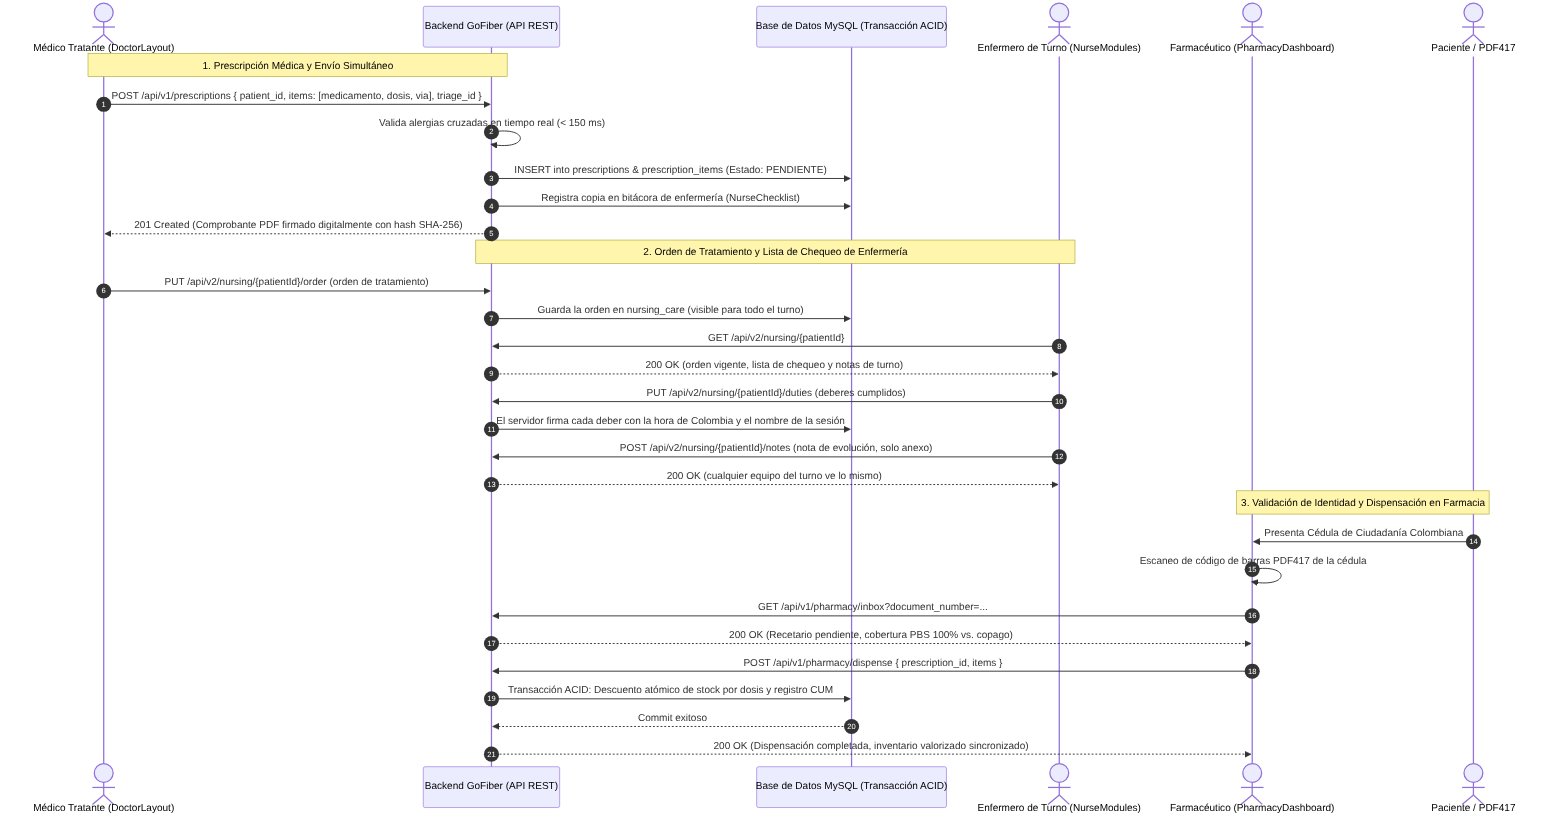 Médico Tratante (DoctorLayout)
Backend GoFiber (API REST)
Base de Datos MySQL (Transacción ACID)
Enfermero de Turno (NurseModules)
Farmacéutico (PharmacyDashboard)
Paciente / PDF417
1. Prescripción Médica y Envío Simultáneo
1 POST /api/v1/prescriptions { patient_id, items: [medicamento, dosis, via], triage_id }
2 Valida alergias cruzadas en tiempo real (< 150 ms)
3 INSERT into prescriptions & prescription_items (Estado: PENDIENTE)
4 Registra copia en bitácora de enfermería (NurseChecklist)
5 201 Created (Comprobante PDF firmado digitalmente con hash SHA-256)
2. Orden de Tratamiento y Lista de Chequeo de Enfermería
6 PUT /api/v2/nursing/{patientId}/order (orden de tratamiento)
7 Guarda la orden en nursing_care (visible para todo el turno)
8 GET /api/v2/nursing/{patientId}
9 200 OK (orden vigente, lista de chequeo y notas de turno)
10 PUT /api/v2/nursing/{patientId}/duties (deberes cumplidos)
11 El servidor firma cada deber con la hora de Colombia y el nombre de la sesión
12 POST /api/v2/nursing/{patientId}/notes (nota de evolución, solo anexo)
13 200 OK (cualquier equipo del turno ve lo mismo)
3. Validación de Identidad y Dispensación en Farmacia
14 Presenta Cédula de Ciudadanía Colombiana
15 Escaneo de código de barras PDF417 de la cédula
16 GET /api/v1/pharmacy/inbox?document_number=...
17 200 OK (Recetario pendiente, cobertura PBS 100% vs. copago)
18 POST /api/v1/pharmacy/dispense { prescription_id, items }
19 Transacción ACID: Descuento atómico de stock por dosis y registro CUM
20 Commit exitoso
21 200 OK (Dispensación completada, inventario valorizado sincronizado)
Médico Tratante (DoctorLayout)
Backend GoFiber (API REST)
Base de Datos MySQL (Transacción ACID)
Enfermero de Turno (NurseModules)
Farmacéutico (PharmacyDashboard)
Paciente / PDF417